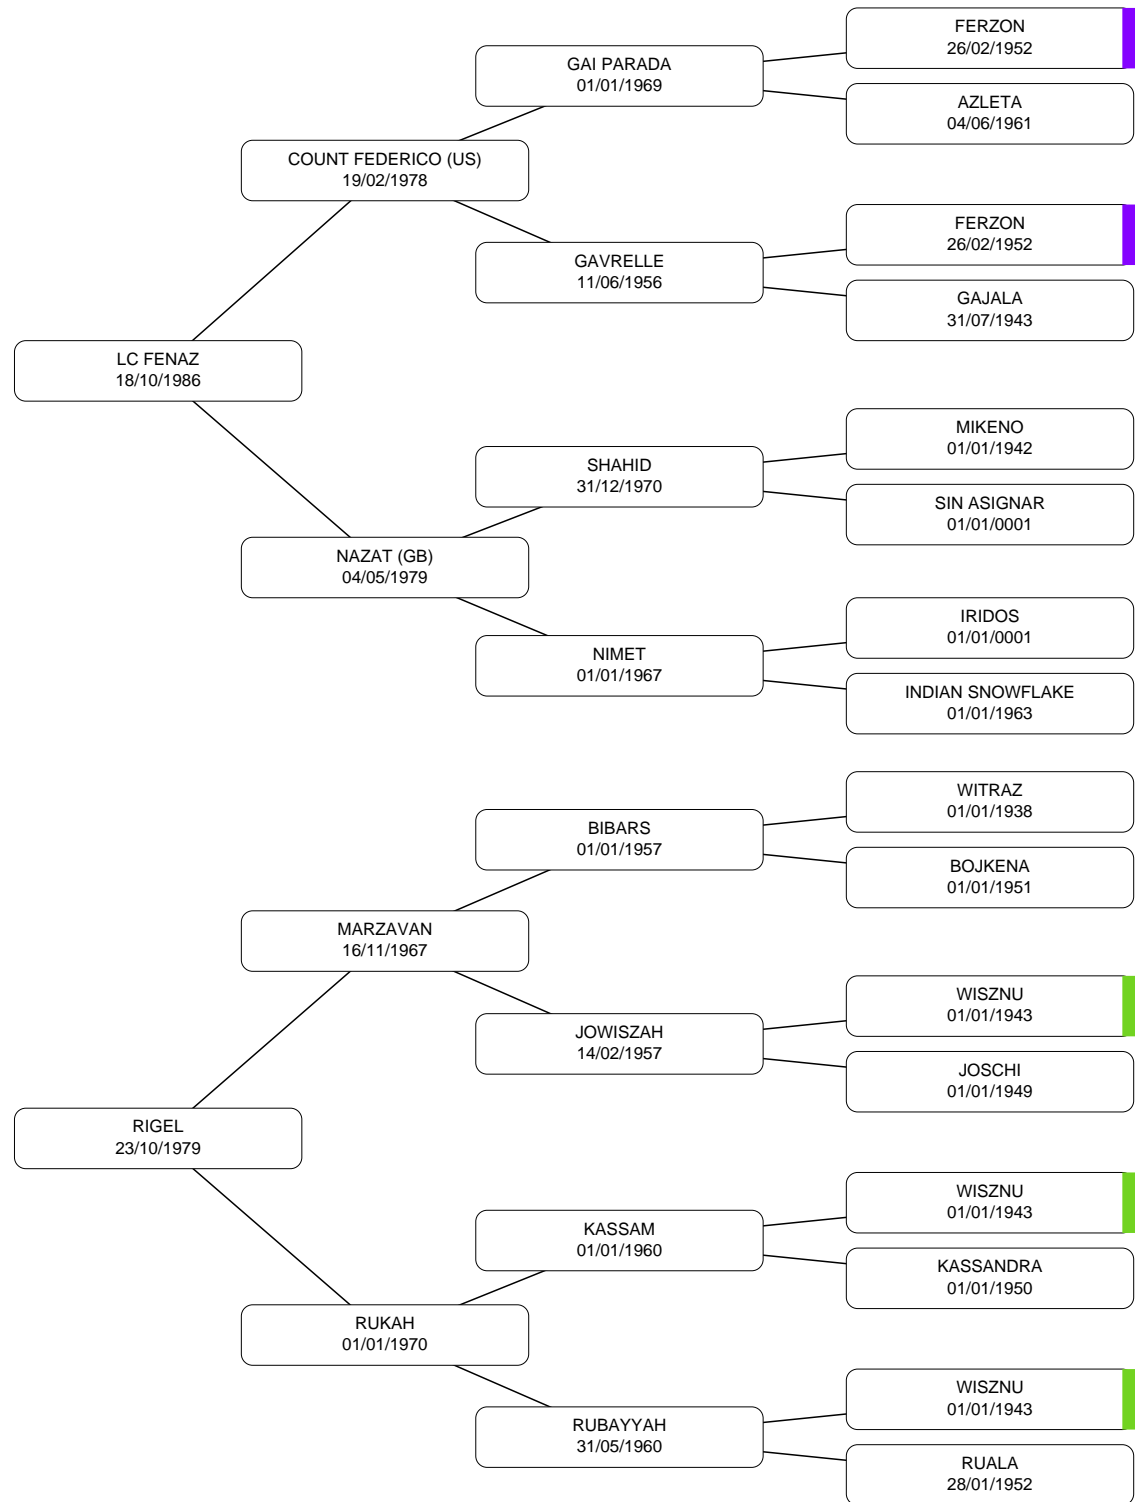 FERZON
26/02/1952
GAI PARADA
01/01/1969
AZLETA
04/06/1961
COUNT FEDERICO (US)
19/02/1978
FERZON
26/02/1952
GAVRELLE
11/06/1956
GAJALA
31/07/1943
LC FENAZ
18/10/1986
MIKENO
01/01/1942
SHAHID
31/12/1970
SIN ASIGNAR
01/01/0001
NAZAT (GB)
04/05/1979
IRIDOS
01/01/0001
NIMET
01/01/1967
INDIAN SNOWFLAKE
01/01/1963
WITRAZ
01/01/1938
BIBARS
01/01/1957
BOJKENA
01/01/1951
MARZAVAN
16/11/1967
WISZNU
01/01/1943
JOWISZAH
14/02/1957
JOSCHI
01/01/1949
RIGEL
23/10/1979
WISZNU
01/01/1943
KASSAM
01/01/1960
KASSANDRA
01/01/1950
RUKAH
01/01/1970
WISZNU
01/01/1943
RUBAYYAH
31/05/1960
RUALA
28/01/1952